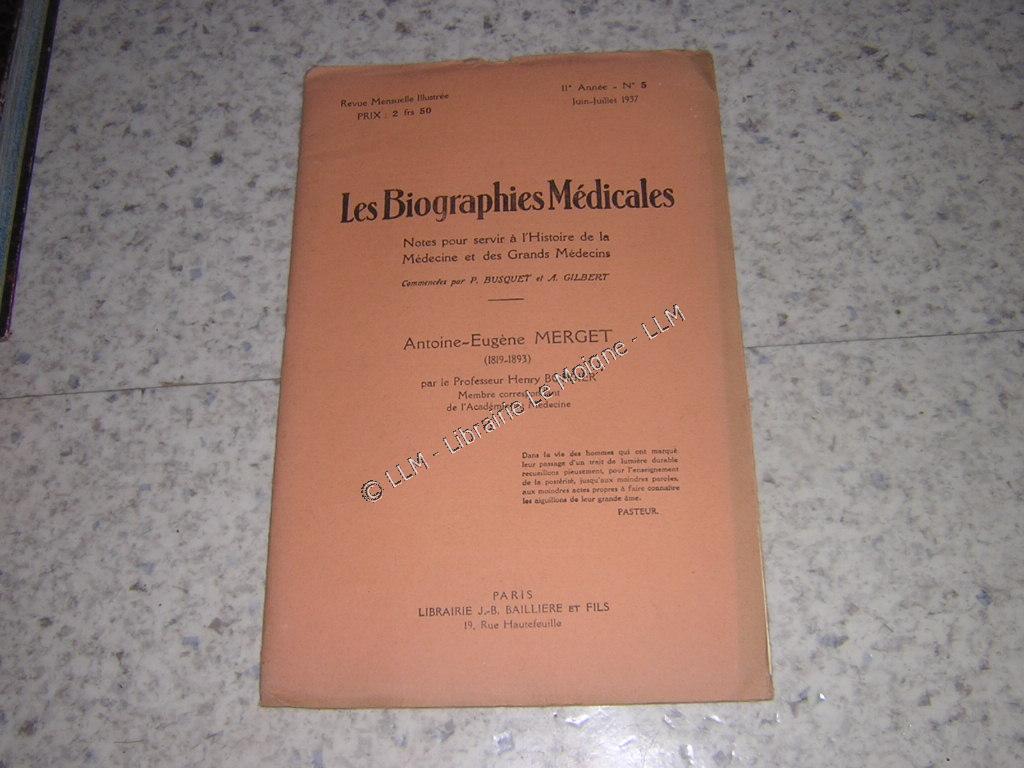 Revue Mensuelle Illustrée
PRIX : 2 frs 50
11e Année - N° 5
Juin-Juillet 1937
Les Biographies Médicales
Notes pour servir à l'Histoire de la
Médecine et des Grands Médecins
Commencées par P. BUSQUET et A. GILBERT
Antoine-Eugène MERGET
(1819-1893)
par le Professeur Henry
Membre correspondant
de l'Académie Médecine
Dans la vie des hommes qui ont marqué
leur passage d'un trait de lumière durable
recueillons pieusement, pour l'enseignement
de la postérité, jusqu'aux moindres paroles,
aux moindres actes propres à faire connaître
les aiguillons de leur grande âme.
PASTEUR.
PARIS
LIBRAIRIE J.-B. BAILLIERE ET FILS
19, Rue Hautefeuille
© LLM - Librairie Le Moigne - LLM